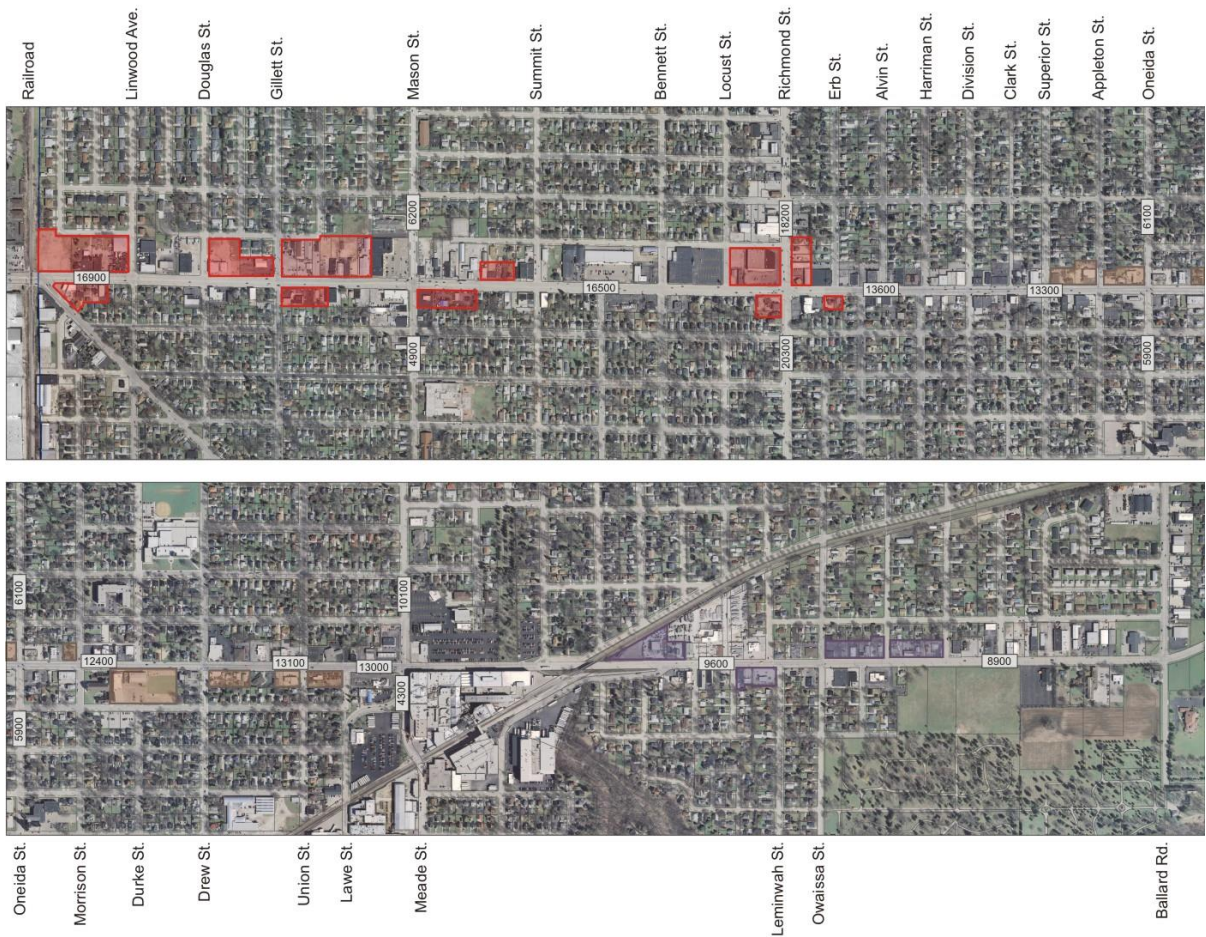 Railroad
Linwood Ave.
Douglas St.
Gillett St.
Mason St.
Summit St.
Bennett St.
Locust St.
Richmond St.
Erb St.
Alvin St.
Harriman St.
Division St.
Clark St.
Superior St.
Appleton St.
Oneida St.
6200
18200
6100
16900
16500
13600
13300
4900
20300
5900
6100
10100
12400
13100
13000
9600
8900
5900
4300
Oneida St.
Morrison St.
Durke St.
Drew St.
Union St.
Lawe St.
Meade St.
Leminwah St.
Owaissa St.
Ballard Rd.